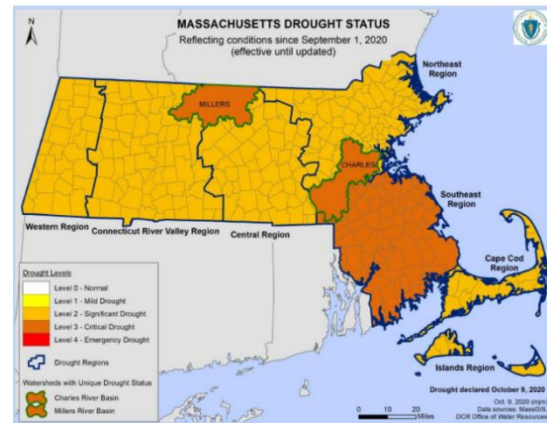 MASSACHUSETTS DROUGHT STATUS
Reflecting conditions since September 1, 2020
(effective until updated)
N
Northeast
Region
MILLERS
CHARLES
Southeast
Region
Western Region
Connecticut River Valley Region
Central Region
Cape Cod
Region
Islands Region
Drought Levels
Level 0 - Normal
Level 1 - Mild Drought
Level 2 - Significant Drought
Level 3 - Critical Drought
Level 4 - Emergency Drought
Drought Regions
Watersheds with Unique Drought Status
Charles River Basin
Millers River Basin
Drought declared October 9, 2020
Oct. 9, 2020 (mjm)
Data sources: MassGIS,
DCR Office of Water Resources
0 10 20
Miles